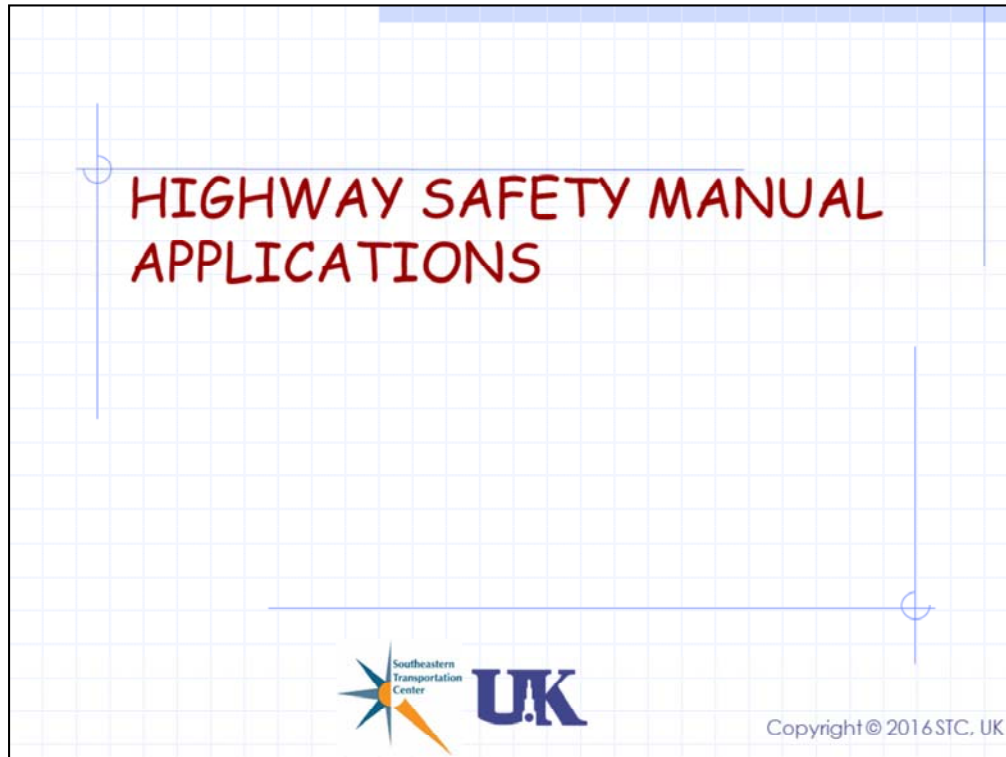 HIGHWAY SAFETY MANUAL
APPLICATIONS
Southeastern
Transportation
Center
UK
Copyright © 2016 STC, UK